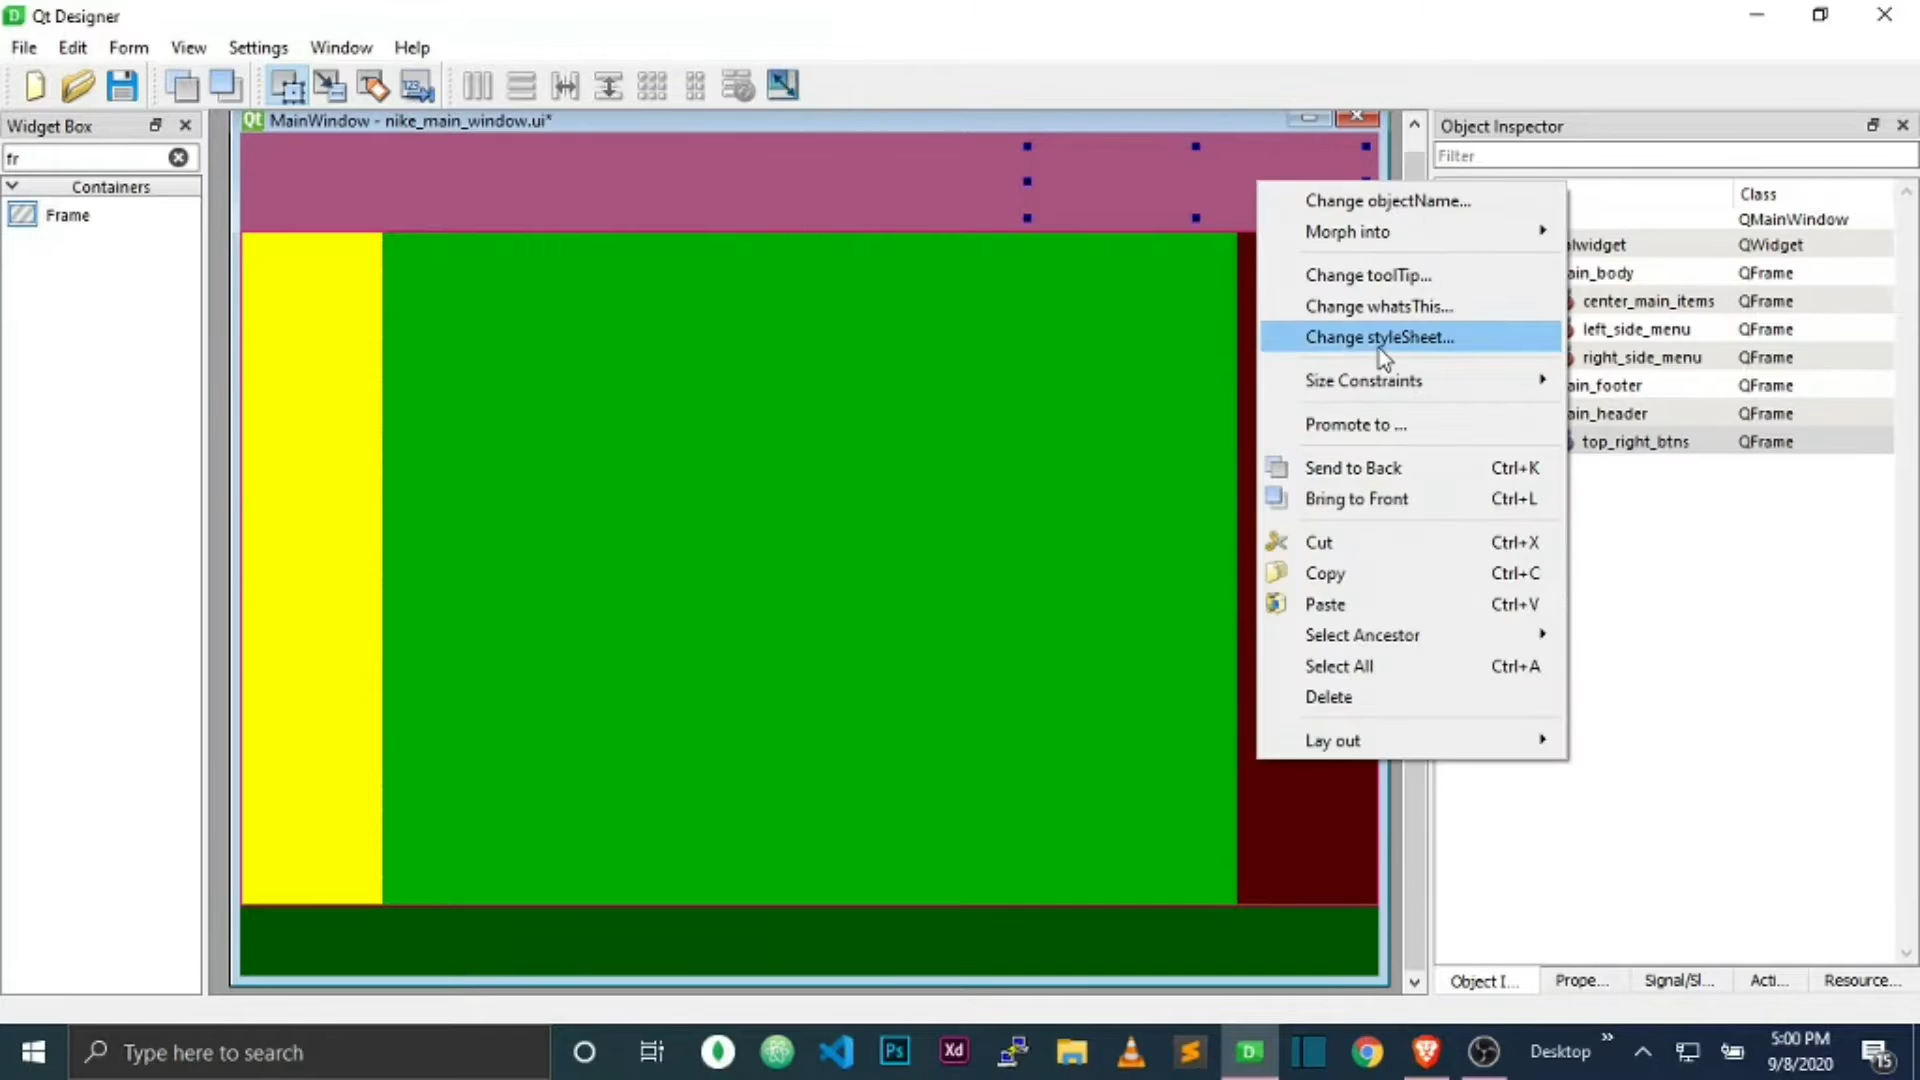 Qt Designer
File Edit Form View Settings Window Help
Widget Box
fr
Containers
Frame
MainWindow - nike_main_window.ui*
Change objectName...
Morph into
Change toolTip...
Change whatsThis...
Change styleSheet...
Size Constraints
Promote to ...
Send to Back Ctrl+K
Bring to Front Ctrl+L
Cut Ctrl+X
Copy Ctrl+C
Paste Ctrl+V
Select Ancestor
Select All Ctrl+A
Delete
Lay out
Object Inspector
Filter
Class
QMainWindow
alwidget QWidget
ain_body QFrame
center_main_items QFrame
left_side_menu QFrame
right_side_menu QFrame
ain_footer QFrame
ain_header QFrame
top_right_btns QFrame
Object I... Prope... Signal/Sl... Acti... Resource...
Type here to search
Ps
Xd
Desktop
5:00 PM
9/8/2020
15